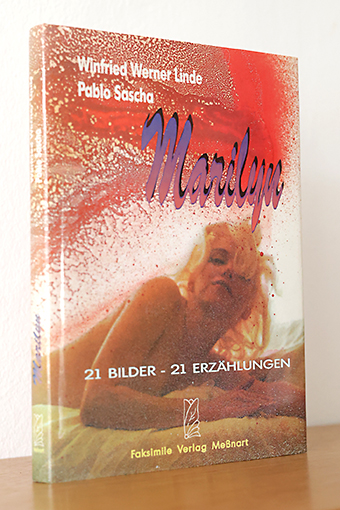 Winfried Werner Linde
Pablo Sascha
Marilyn
21 BILDER - 21 ERZÄHLUNGEN
Faksimile Verlag Meßnart
Marilyn